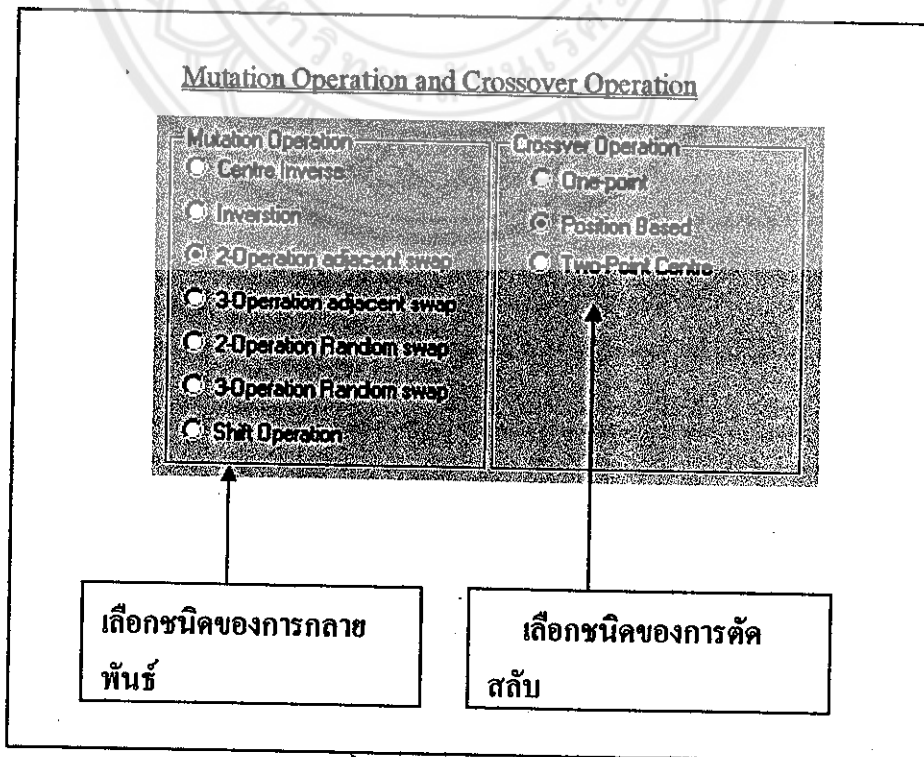 Mutation Operation and Crossover Operation
Mutation Operation
Centre Inverse
Inverstion
2-Operation adjacent swap
3-Operration adjacent swap
2-Operation Random swap
3-Operation Random swap
Shift Operation
Crossver Operation
One-point
Position Based
Two Point Centre
เลือกชนิดของการกลาย
พันธ์
เลือกชนิดของการตัด
สลับ